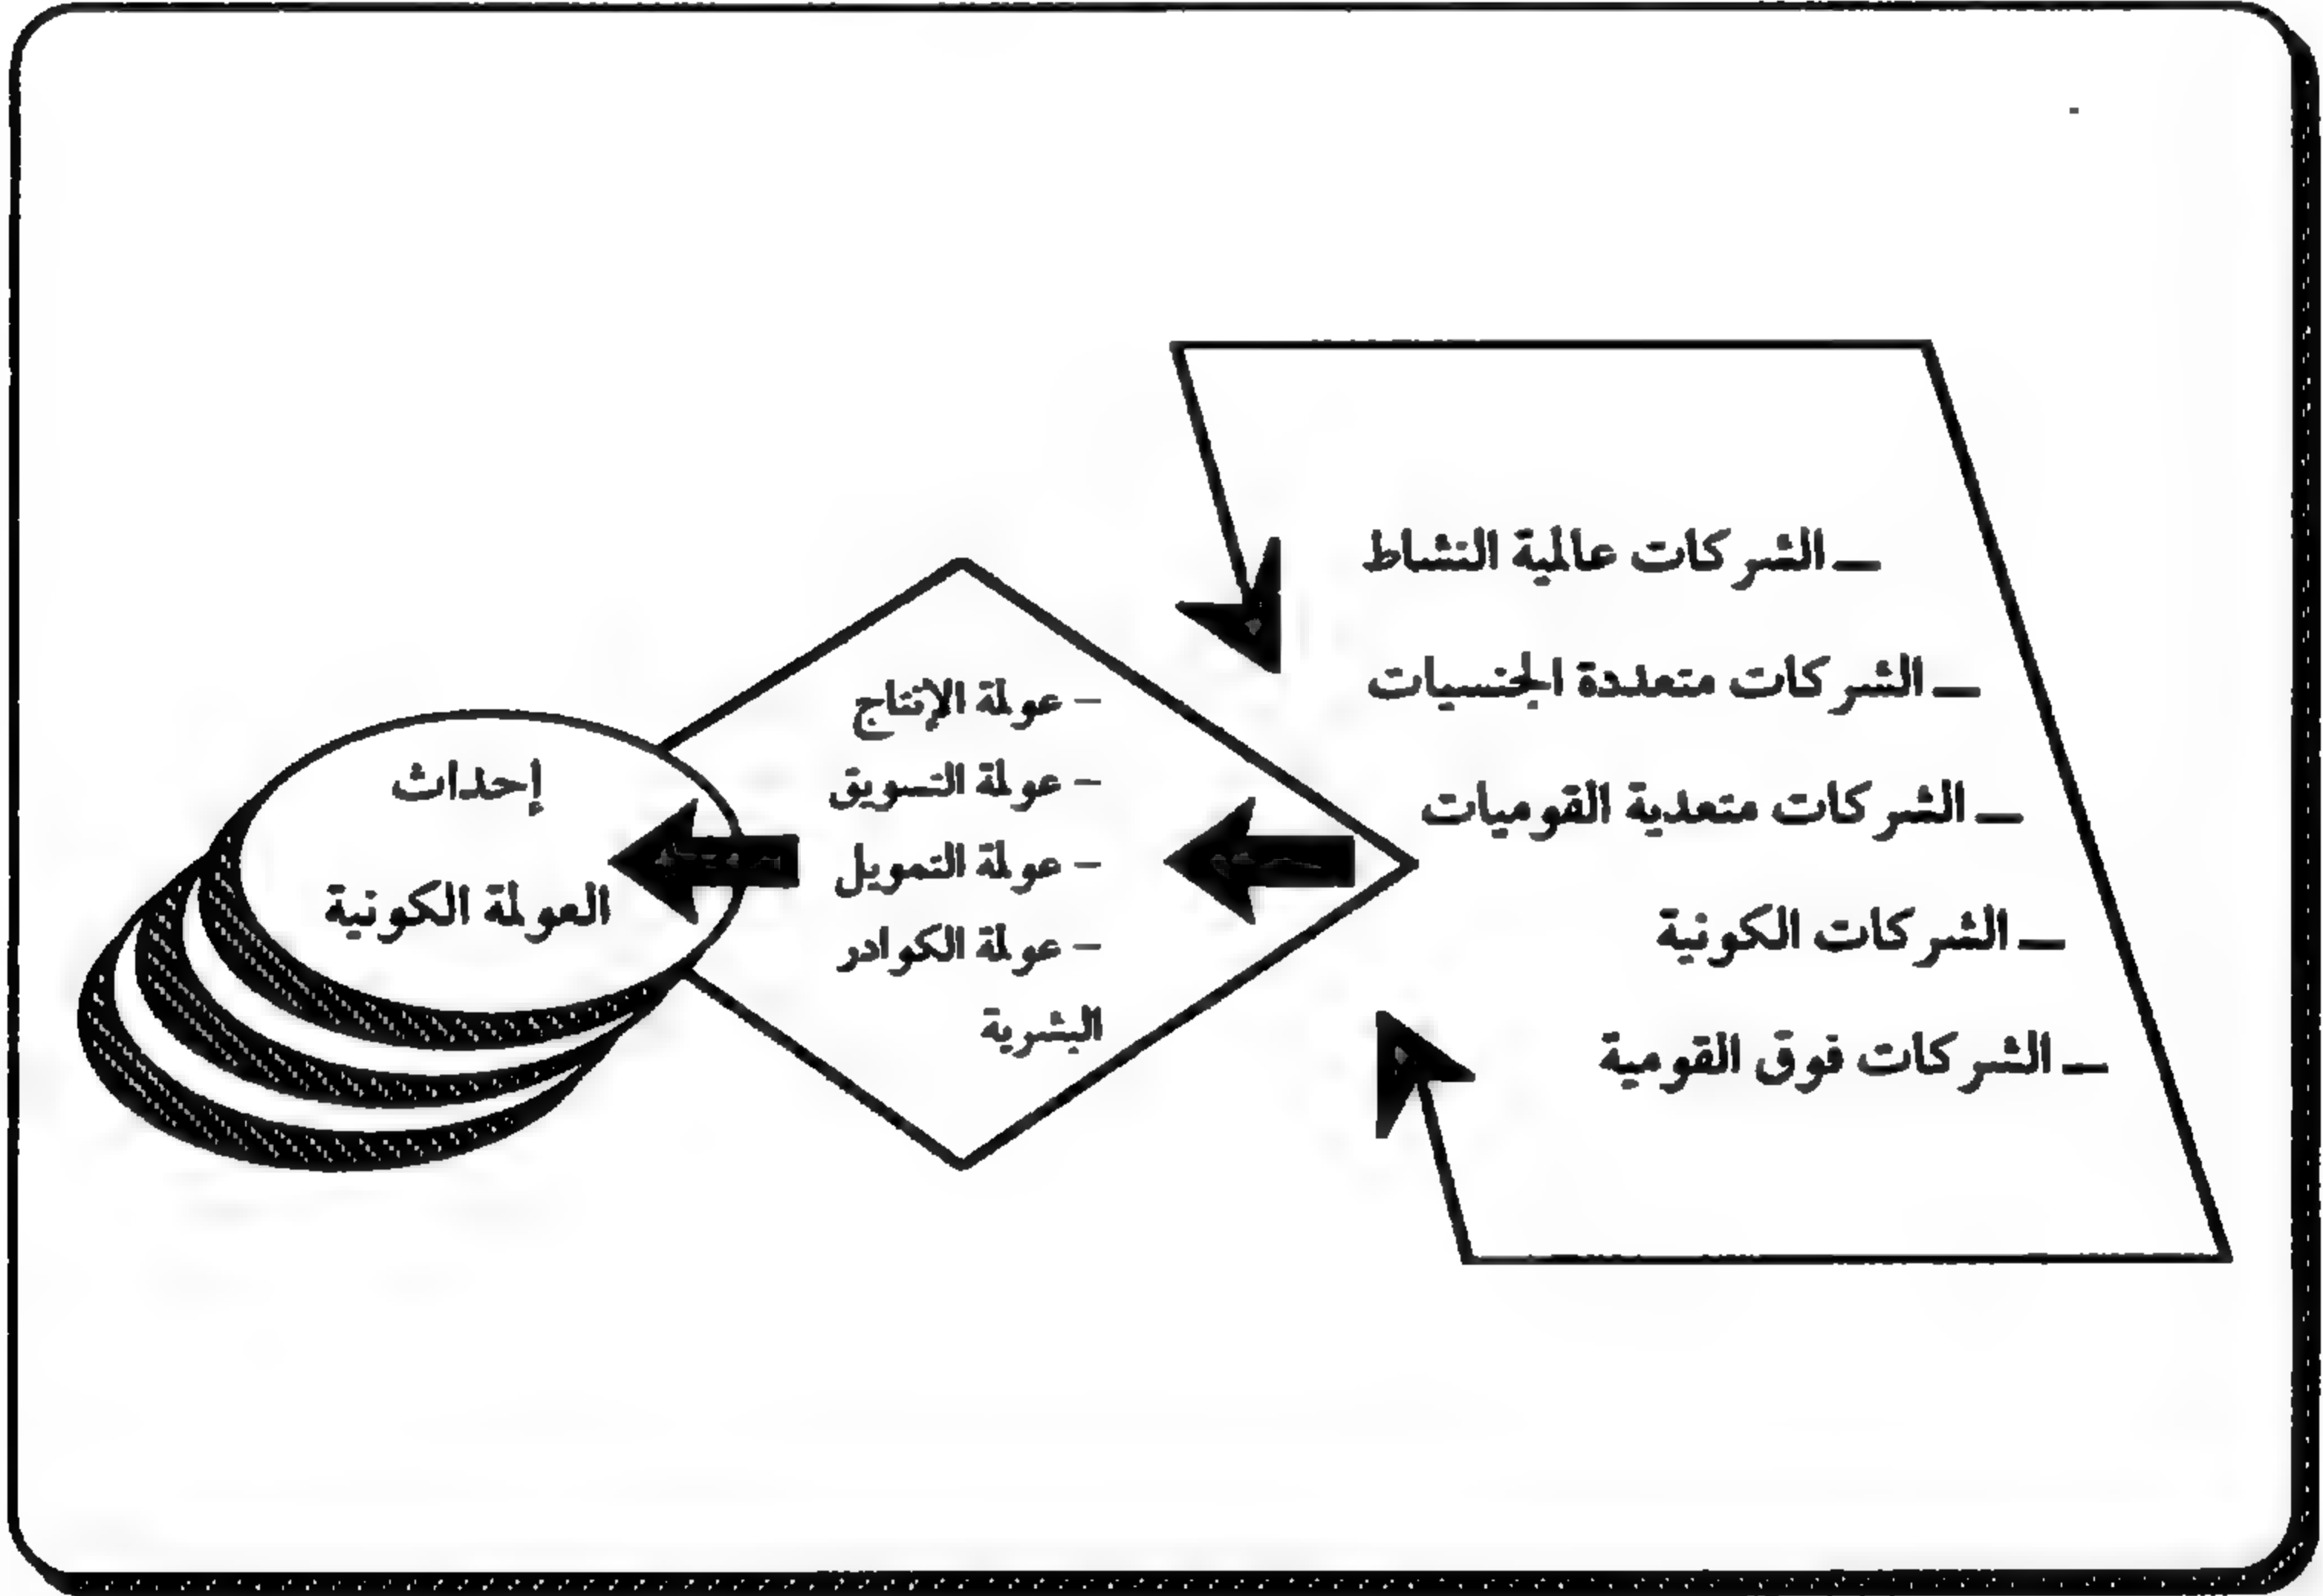 ـ الشركات عالمية النشاط
ـ الشركات متعددة الجنسيات
ـ الشركات متعدية القوميات
ـ الشركات الكونية
ـ الشركات فوق القومية
- عولمة الإنتاج
- عولمة التسويق
- عولمة التمويل
- عولمة الكوادر
البشرية
إحداث
العولمة الكونية